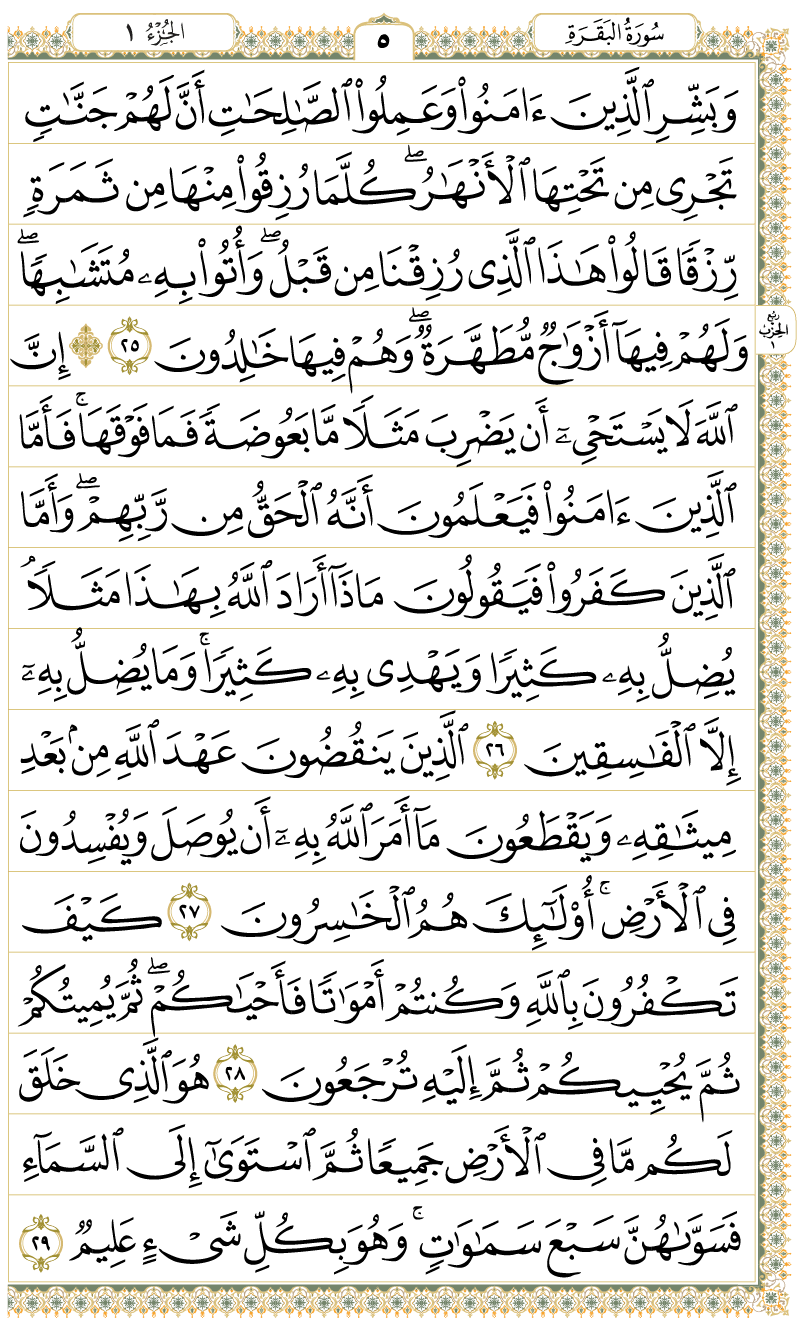 سُورَةُ البَقَرَةِ
٥
الجُزْءُ ١
وَبَشِّرِ ٱلَّذِينَ ءَامَنُوا۟ وَعَمِلُوا۟ ٱلصَّـٰلِحَـٰتِ أَنَّ لَهُمْ جَنَّـٰتٍ
تَجْرِى مِن تَحْتِهَا ٱلْأَنْهَـٰرُ ۖ كُلَّمَا رُزِقُوا۟ مِنْهَا مِن ثَمَرَةٍ
رِّزْقًا قَالُوا۟ هَـٰذَا ٱلَّذِى رُزِقْنَا مِن قَبْلُ ۖ وَأُتُوا۟ بِهِۦ مُتَشَـٰبِهًا ۖ
وَلَهُمْ فِيهَآ أَزْوَٰجٌ مُّطَهَّرَةٌ ۖ وَهُمْ فِيهَا خَـٰلِدُونَ ٢٥ إِنَّ
ربع الحزب ١
ٱللَّهَ لَا يَسْتَحْىِۦٓ أَن يَضْرِبَ مَثَلًا مَّا بَعُوضَةً فَمَا فَوْقَهَا ۚ فَأَمَّا
ٱلَّذِينَ ءَامَنُوا۟ فَيَعْلَمُونَ أَنَّهُ ٱلْحَقُّ مِن رَّبِّهِمْ ۖ وَأَمَّا
ٱلَّذِينَ كَفَرُوا۟ فَيَقُولُونَ مَاذَآ أَرَادَ ٱللَّهُ بِهَـٰذَا مَثَلًا ۘ
يُضِلُّ بِهِۦ كَثِيرًا وَيَهْدِى بِهِۦ كَثِيرًا ۚ وَمَا يُضِلُّ بِهِۦٓ
إِلَّا ٱلْفَـٰسِقِينَ ٢٦ ٱلَّذِينَ يَنقُضُونَ عَهْدَ ٱللَّهِ مِنۢ بَعْدِ
مِيثَـٰقِهِۦ وَيَقْطَعُونَ مَآ أَمَرَ ٱللَّهُ بِهِۦٓ أَن يُوصَلَ وَيُفْسِدُونَ
فِى ٱلْأَرْضِ ۚ أُو۟لَـٰٓئِكَ هُمُ ٱلْخَـٰسِرُونَ ٢٧ كَيْفَ
تَكْفُرُونَ بِٱللَّهِ وَكُنتُمْ أَمْوَٰتًا فَأَحْيَـٰكُمْ ۖ ثُمَّ يُمِيتُكُمْ
ثُمَّ يُحْيِيكُمْ ثُمَّ إِلَيْهِ تُرْجَعُونَ ٢٨ هُوَ ٱلَّذِى خَلَقَ
لَكُم مَّا فِى ٱلْأَرْضِ جَمِيعًا ثُمَّ ٱسْتَوَىٰٓ إِلَى ٱلسَّمَآءِ
فَسَوَّىٰهُنَّ سَبْعَ سَمَـٰوَٰتٍ ۚ وَهُوَ بِكُلِّ شَىْءٍ عَلِيمٌ ٢٩